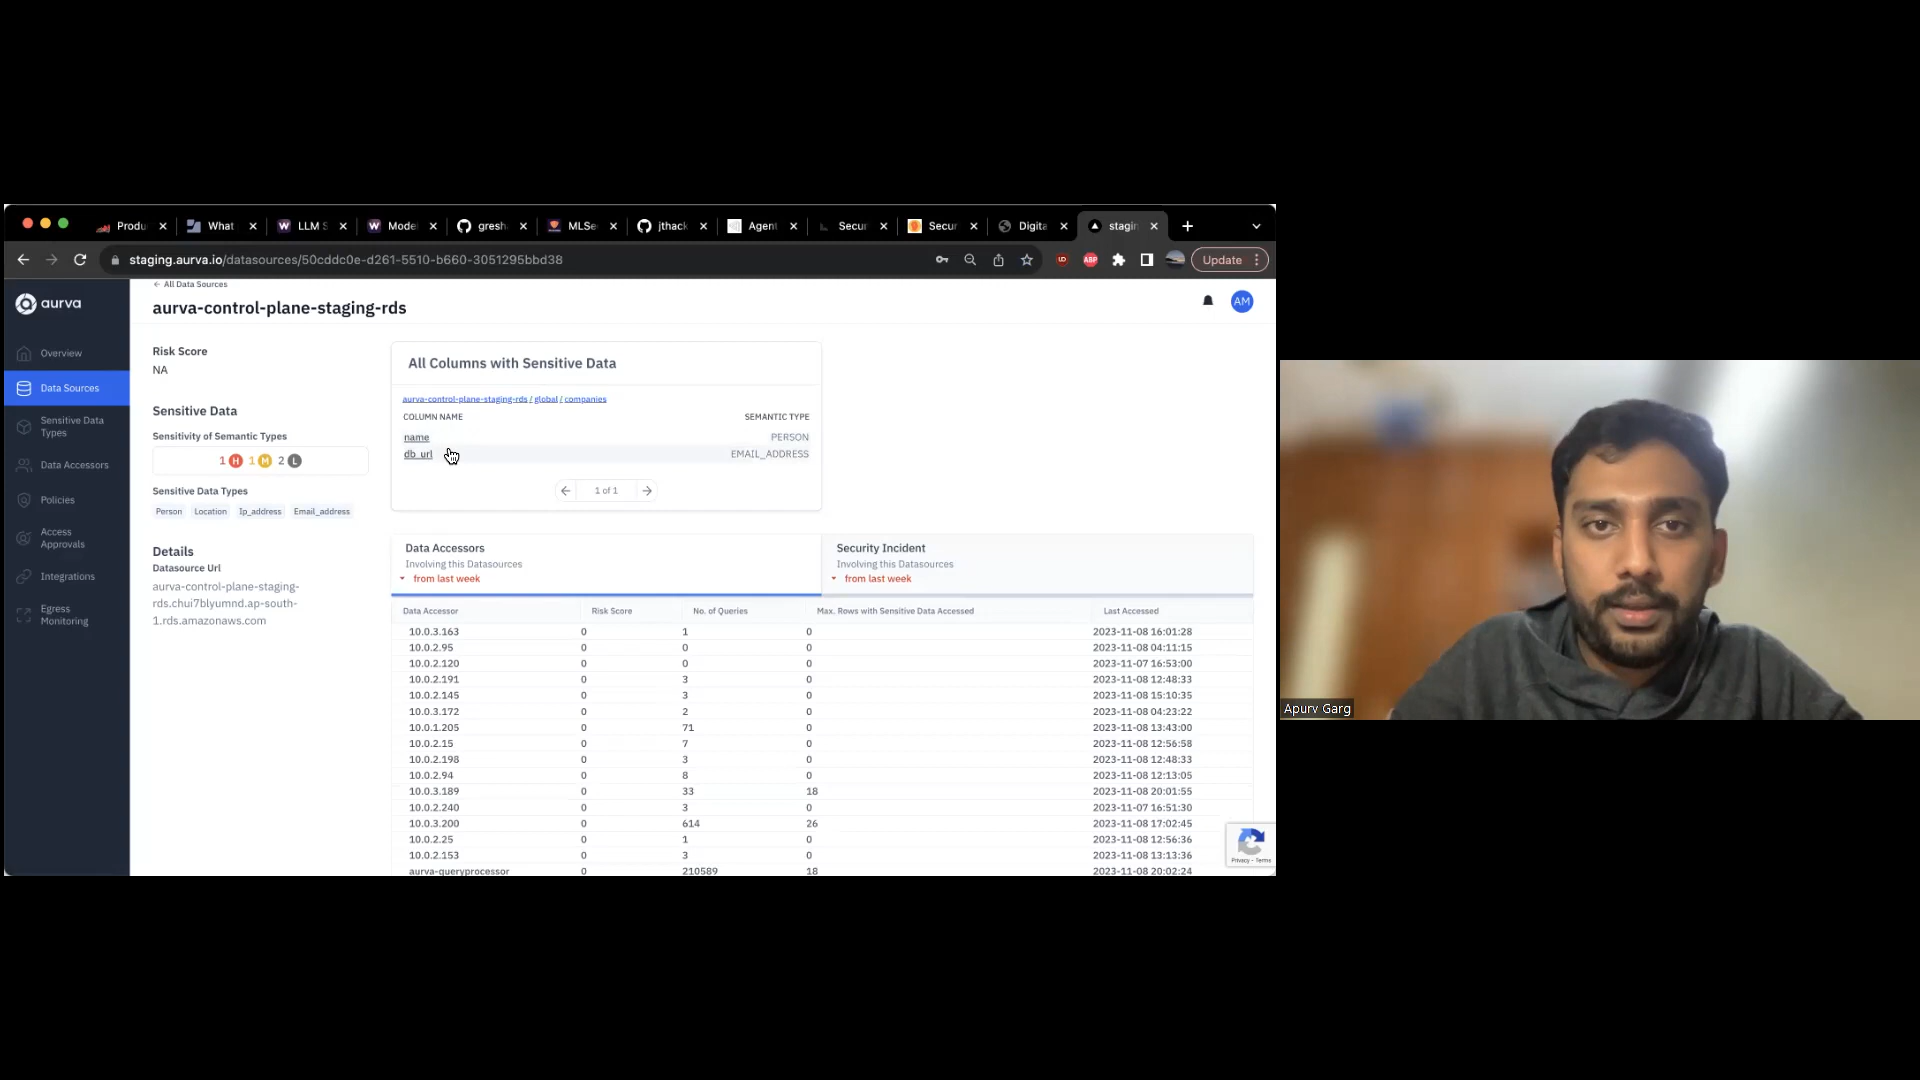 Produ
What
LLM S
Mode
gresh
MLSe
jthack
Agent
Secur
Secur
Digita
stagin
staging.aurva.io/datasources/50cddc0e-d261-5510-b660-3051295bbd38
UD
ABP
Update
aurva
Overview
Data Sources
Sensitive Data
Types
Data Accessors
Policies
Access
Approvals
Integrations
Egress
Monitoring
← All Data Sources
aurva-control-plane-staging-rds
AM
Risk Score
NA
Sensitive Data
Sensitivity of Semantic Types
1 H 1 M 2 L
Sensitive Data Types
Person Location Ip_address Email_address
Details
Datasource Url
aurva-control-plane-staging-
rds.chui7blyumnd.ap-south-
1.rds.amazonaws.com
All Columns with Sensitive Data
aurva-control-plane-staging-rds / global / companies
COLUMN NAME SEMANTIC TYPE
name PERSON
db_url EMAIL_ADDRESS
1 of 1
Data Accessors
Involving this Datasources
from last week
Security Incident
Involving this Datasources
from last week
Data Accessor Risk Score No. of Queries Max. Rows with Sensitive Data Accessed Last Accessed
10.0.3.163 0 1 0 2023-11-08 16:01:28
10.0.2.95 0 0 0 2023-11-08 04:11:15
10.0.2.120 0 0 0 2023-11-07 16:53:00
10.0.2.191 0 3 0 2023-11-08 12:48:33
10.0.2.145 0 3 0 2023-11-08 15:10:35
10.0.3.172 0 2 0 2023-11-08 04:23:22
10.0.1.205 0 71 0 2023-11-08 13:43:00
10.0.2.15 0 7 0 2023-11-08 12:56:58
10.0.2.198 0 3 0 2023-11-08 12:48:33
10.0.2.94 0 8 0 2023-11-08 12:13:05
10.0.3.189 0 33 18 2023-11-08 20:01:55
10.0.2.240 0 3 0 2023-11-07 16:51:30
10.0.3.200 0 614 26 2023-11-08 17:02:45
10.0.2.25 0 1 0 2023-11-08 12:56:36
10.0.2.153 0 3 0 2023-11-08 13:13:36
aurva-queryprocessor 0 210589 18 2023-11-08 20:02:24
Privacy - Terms
Apurv Garg